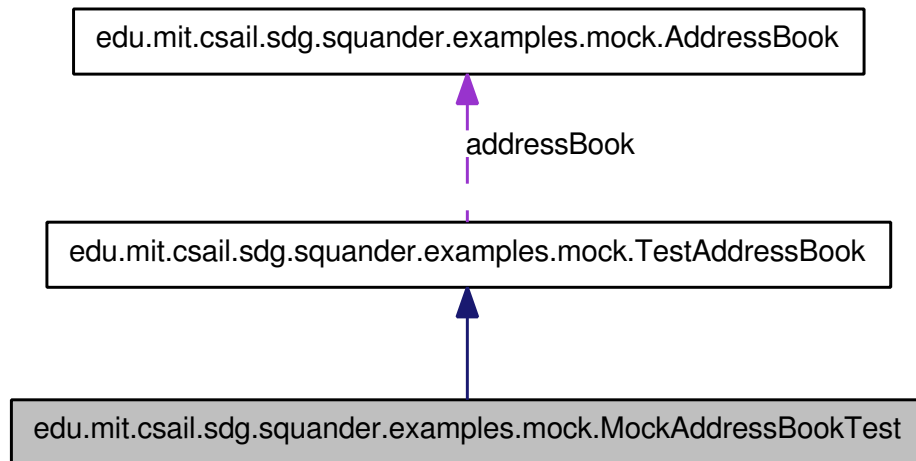 edu.mit.csail.sdg.squander.examples.mock.AddressBook
addressBook
edu.mit.csail.sdg.squander.examples.mock.TestAddressBook
edu.mit.csail.sdg.squander.examples.mock.MockAddressBookTest